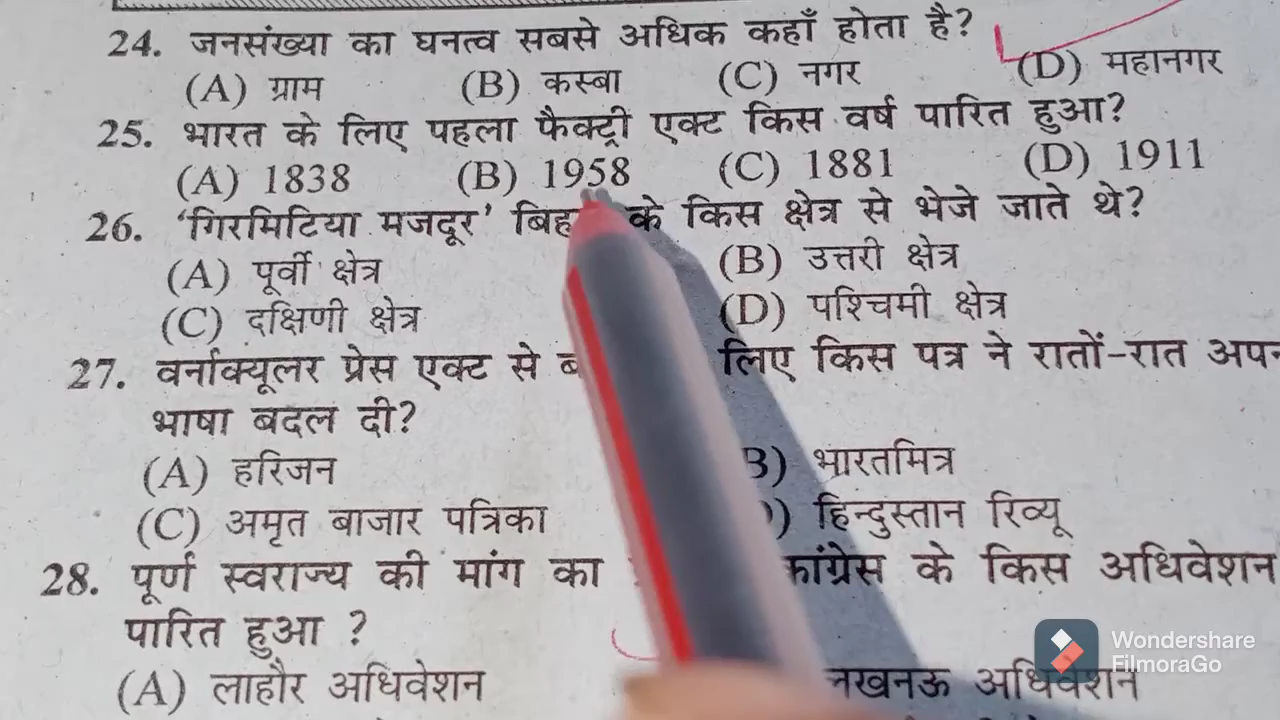 24. जनसंख्या का घनत्व सबसे अधिक कहाँ होता है?
(A) ग्राम (B) कस्बा (C) नगर (D) महानगर
25. भारत के लिए पहला फैक्ट्री एक्ट किस वर्ष पारित हुआ?
(A) 1838 (B) 1958 (C) 1881 (D) 1911
26. 'गिरमिटिया मजदूर' के किस क्षेत्र से भेजे जाते थे?
(A) पूर्वी क्षेत्र (B) उत्तरी क्षेत्र
(C) दक्षिणी क्षेत्र (D) पश्चिमी क्षेत्र
27. वर्नाक्यूलर प्रेस एक्ट से लिए किस पत्र ने रातों-रात
भाषा बदल दी?
(A) हरिजन B) भारतमित्र
(C) अमृत बाजार पत्रिका ) हिन्दुस्तान रिव्यू
28. पूर्ण स्वराज्य की मांग का कांग्रेस के किस अधिवेशन
पारित हुआ ?
(A) लाहौर अधिवेशन लखनऊ अधिवेशन
Wondershare
FilmoraGo